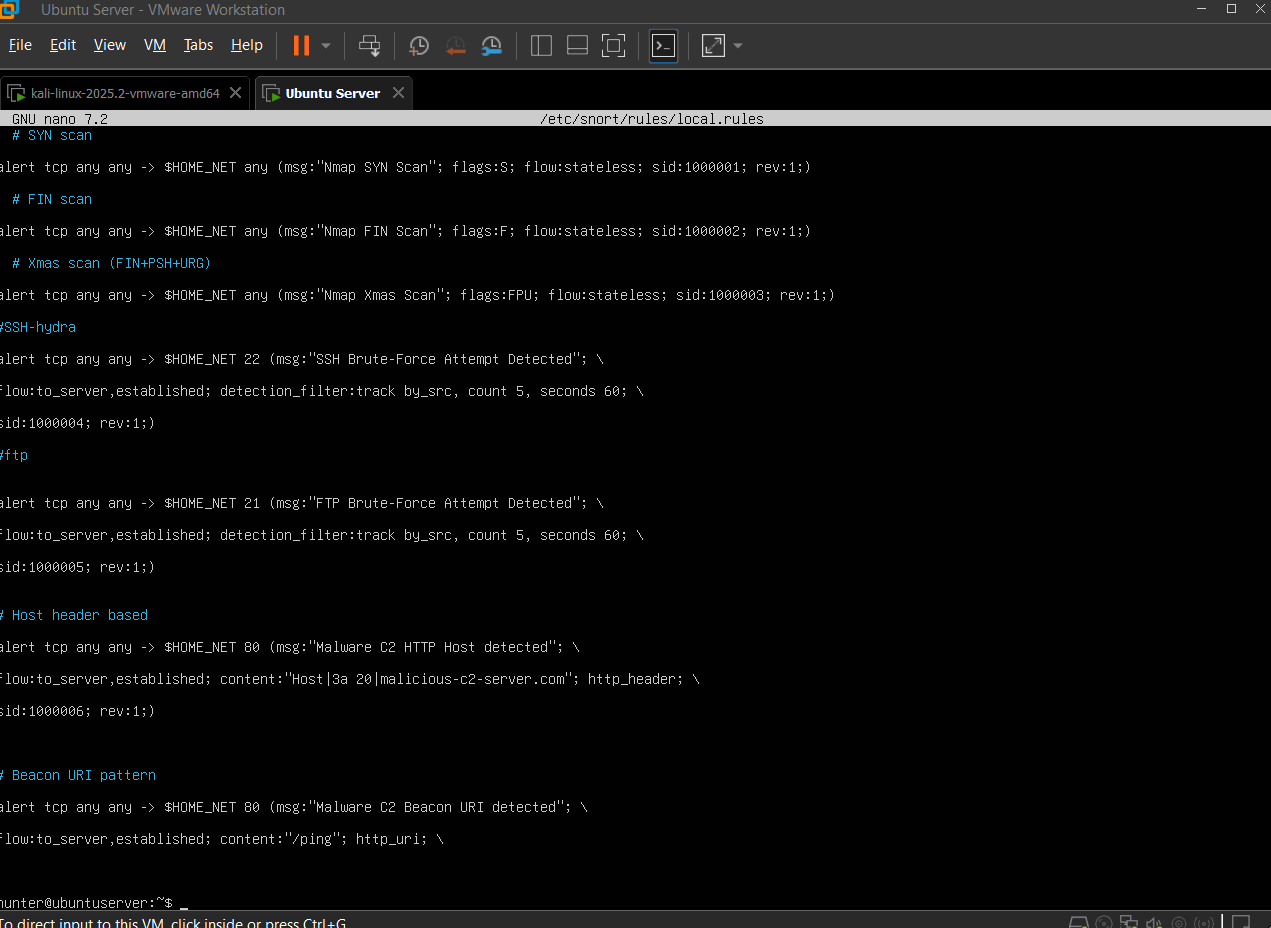 Ubuntu Server - VMware Workstation
File Edit View VM Tabs Help
kali-linux-2025.2-vmware-amd64
Ubuntu Server
GNU nano 7.2 /etc/snort/rules/local.rules
# SYN scan
alert tcp any any -> $HOME_NET any (msg:"Nmap SYN Scan"; flags:S; flow:stateless; sid:1000001; rev:1;)
# FIN scan
alert tcp any any -> $HOME_NET any (msg:"Nmap FIN Scan"; flags:F; flow:stateless; sid:1000002; rev:1;)
# Xmas scan (FIN+PSH+URG)
alert tcp any any -> $HOME_NET any (msg:"Nmap Xmas Scan"; flags:FPU; flow:stateless; sid:1000003; rev:1;)
#SSH-hydra
alert tcp any any -> $HOME_NET 22 (msg:"SSH Brute-Force Attempt Detected"; \
flow:to_server,established; detection_filter:track by_src, count 5, seconds 60; \
sid:1000004; rev:1;)
#ftp
alert tcp any any -> $HOME_NET 21 (msg:"FTP Brute-Force Attempt Detected"; \
flow:to_server,established; detection_filter:track by_src, count 5, seconds 60; \
sid:1000005; rev:1;)
# Host header based
alert tcp any any -> $HOME_NET 80 (msg:"Malware C2 HTTP Host detected"; \
flow:to_server,established; content:"Host|3a 20|malicious-c2-server.com"; http_header; \
sid:1000006; rev:1;)
# Beacon URI pattern
alert tcp any any -> $HOME_NET 80 (msg:"Malware C2 Beacon URI detected"; \
flow:to_server,established; content:"/ping"; http_uri; \
hunter@ubuntuserver:~$ _
To direct input to this VM, click inside or press Ctrl+G.